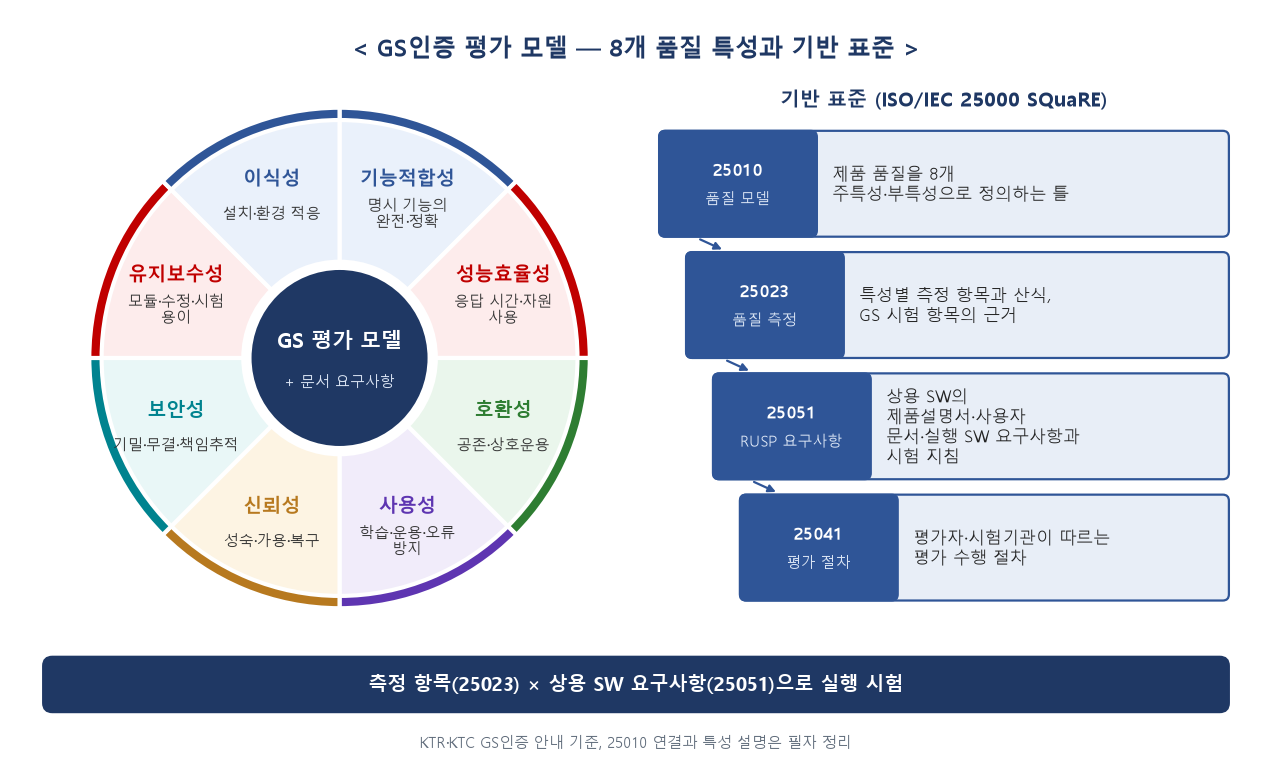 < GS인증 평가 모델 — 8개 품질 특성과 기반 표준 >
이식성
설치·환경 적응
기능적합성
명시 기능의
완전·정확
유지보수성
모듈·수정·시험
용이
성능효율성
응답 시간·자원
사용
GS 평가 모델
+ 문서 요구사항
보안성
기밀·무결·책임추적
호환성
공존·상호운용
신뢰성
성숙·가용·복구
사용성
학습·운용·오류
방지
기반 표준 (ISO/IEC 25000 SQuaRE)
25010
품질 모델
제품 품질을 8개
주특성·부특성으로 정의하는 틀
25023
품질 측정
특성별 측정 항목과 산식,
GS 시험 항목의 근거
25051
RUSP 요구사항
상용 SW의
제품설명서·사용자
문서·실행 SW 요구사항과
시험 지침
25041
평가 절차
평가자·시험기관이 따르는
평가 수행 절차
측정 항목(25023) × 상용 SW 요구사항(25051)으로 실행 시험
KTR·KTC GS인증 안내 기준, 25010 연결과 특성 설명은 필자 정리